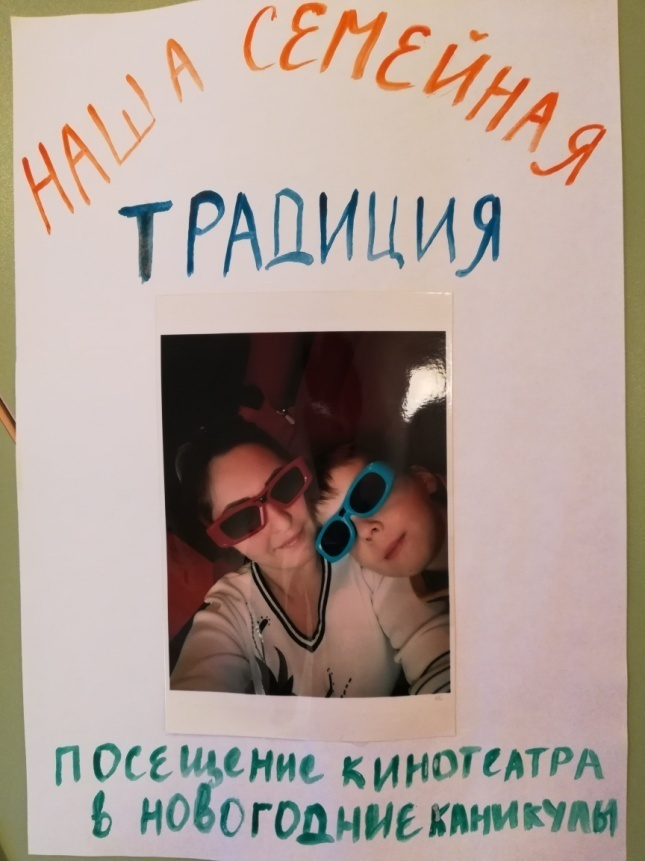 НАША СЕМЕЙНАЯ
ТРАДИЦИЯ
ПОСЕЩЕНИЕ КИНОТЕАТРА
В НОВОГОДНИЕ КАНИКУЛЫ